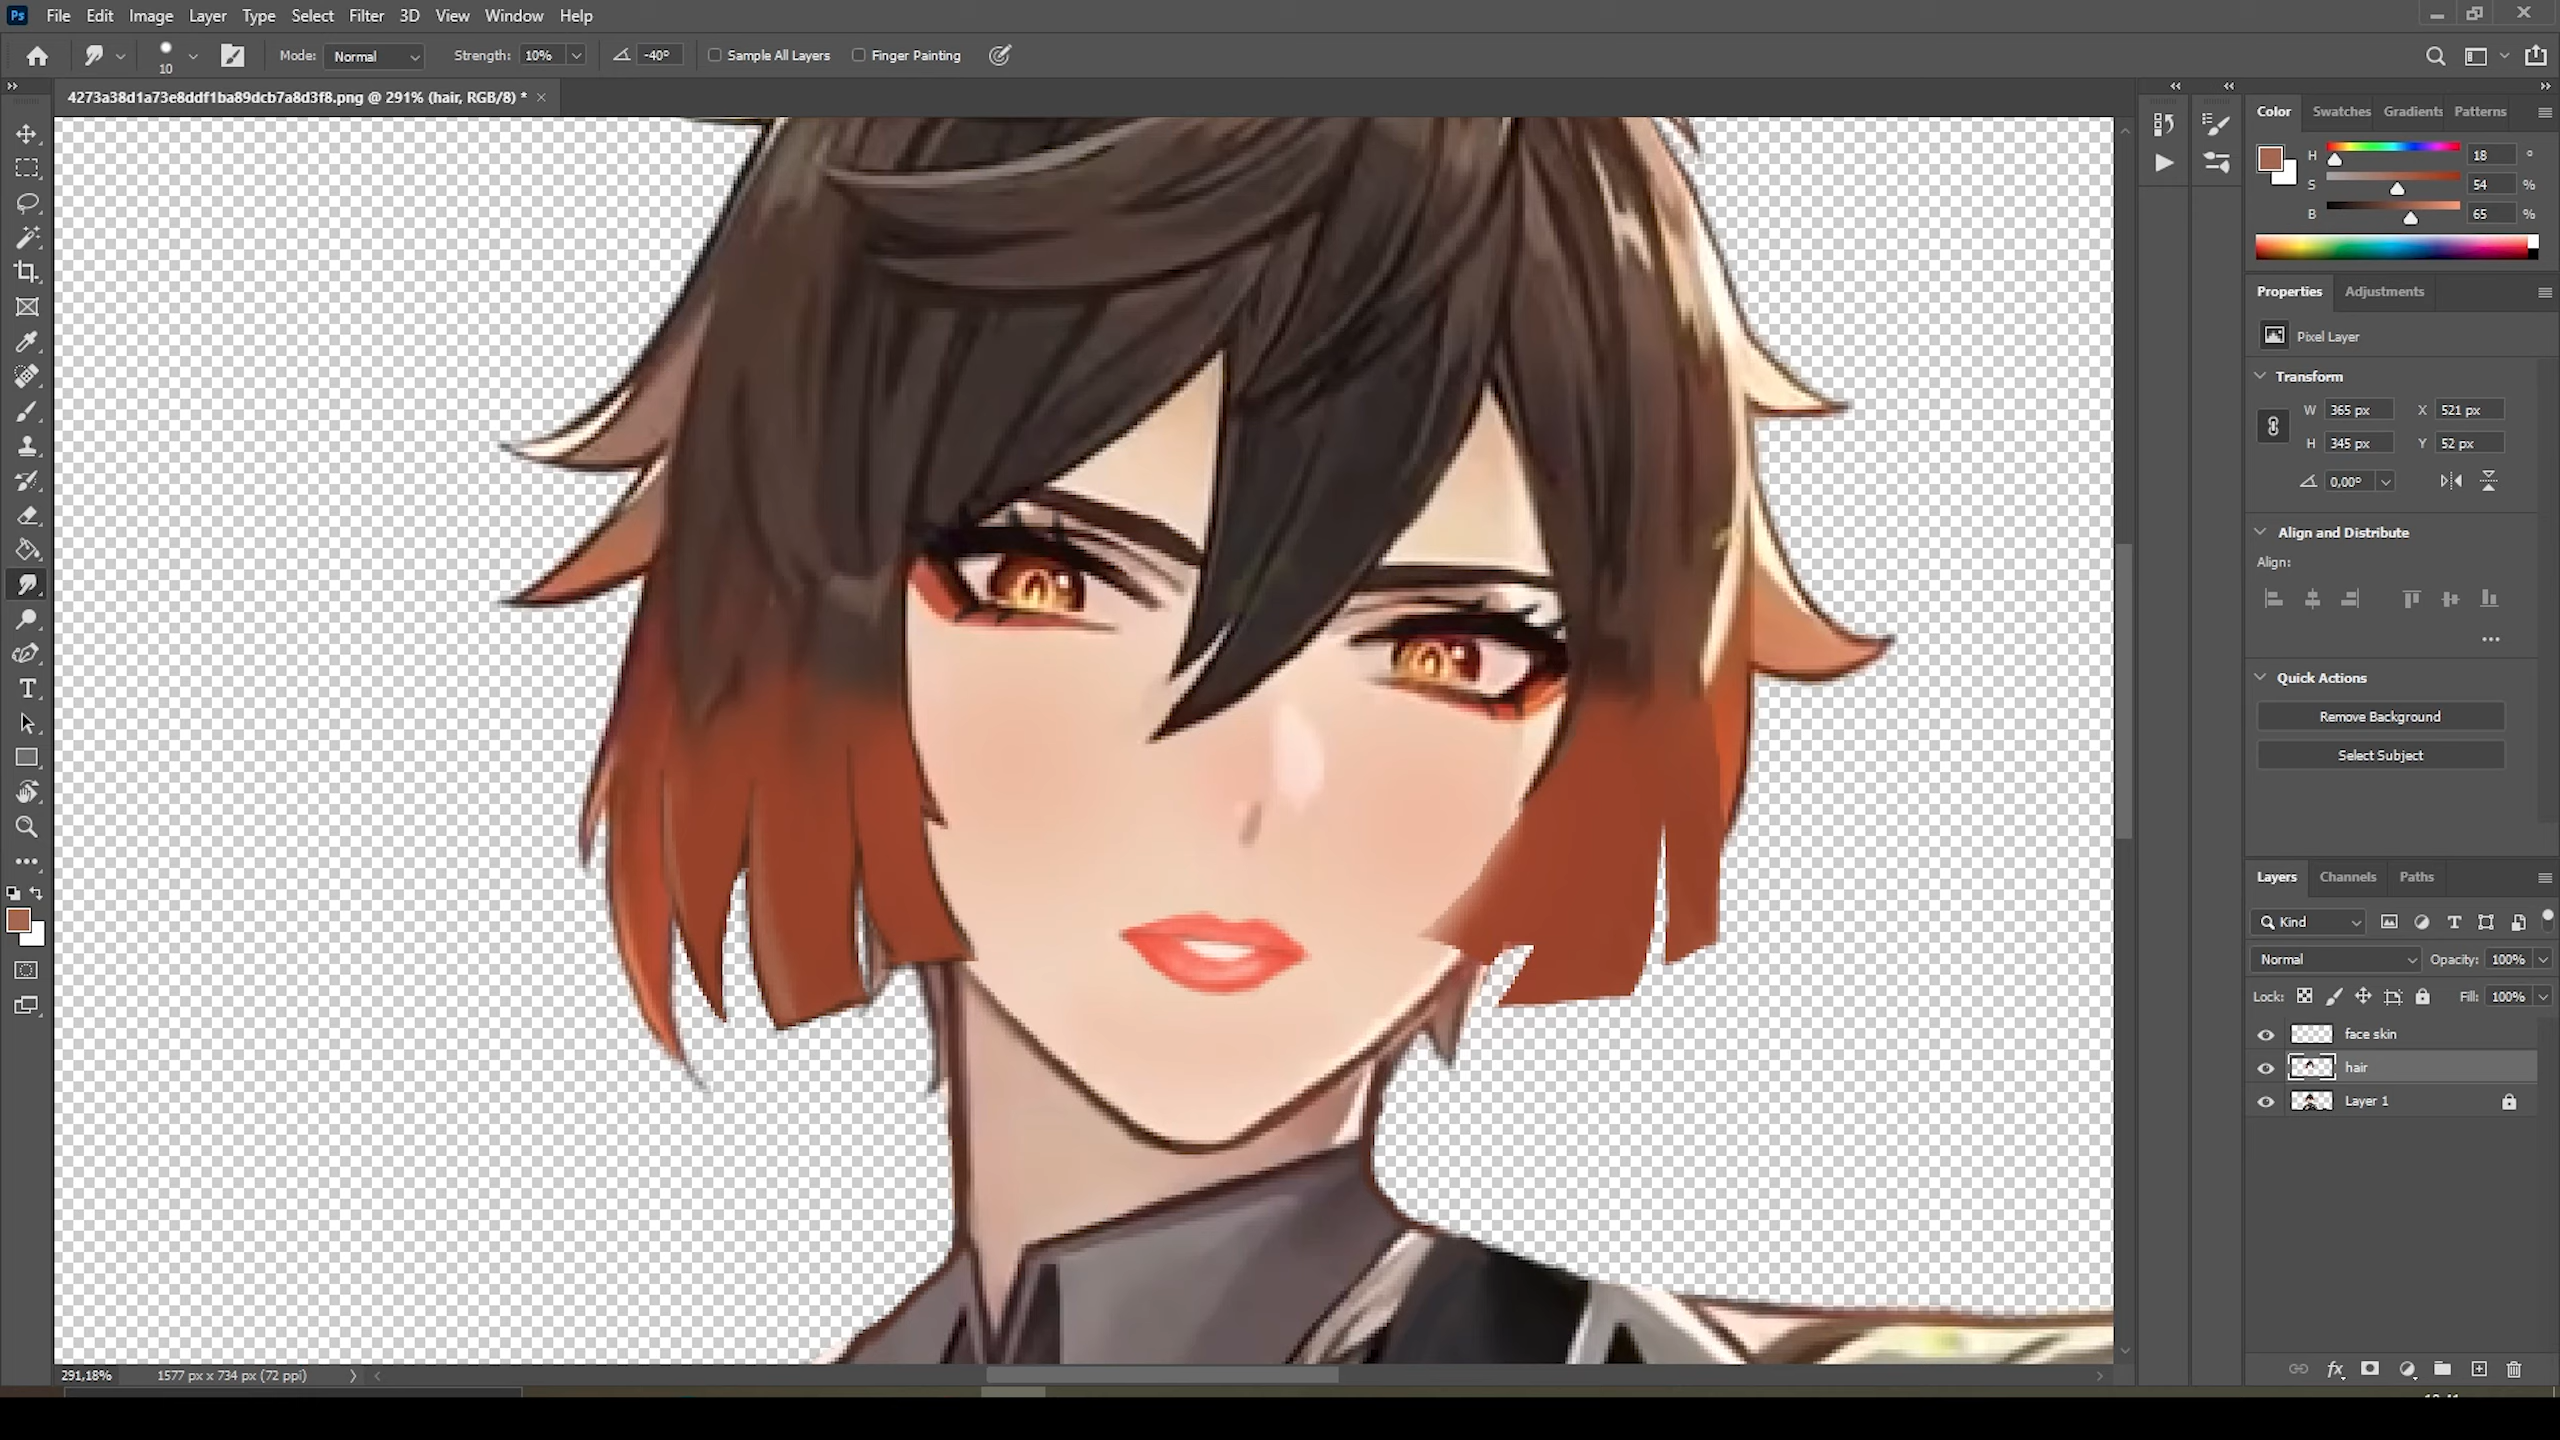 Ps File Edit Image Layer Type Select Filter 3D View Window Help
10 Mode: Normal Strength: 10% -40° Sample All Layers Finger Painting
4273a38d1a73e8ddf1ba89dcb7a8d3f8.png @ 291% (hair, RGB/8) *
Color Swatches Gradients Patterns
H 18 °
S 54 %
B 65 %
Properties Adjustments
Pixel Layer
Transform
W 365 px X 521 px
H 345 px Y 52 px
0,00°
Align and Distribute
Align:
Quick Actions
Remove Background
Select Subject
Layers Channels Paths
Kind
Normal Opacity: 100%
Lock: Fill: 100%
face skin
hair
Layer 1
291,18% 1577 px x 734 px (72 ppi)